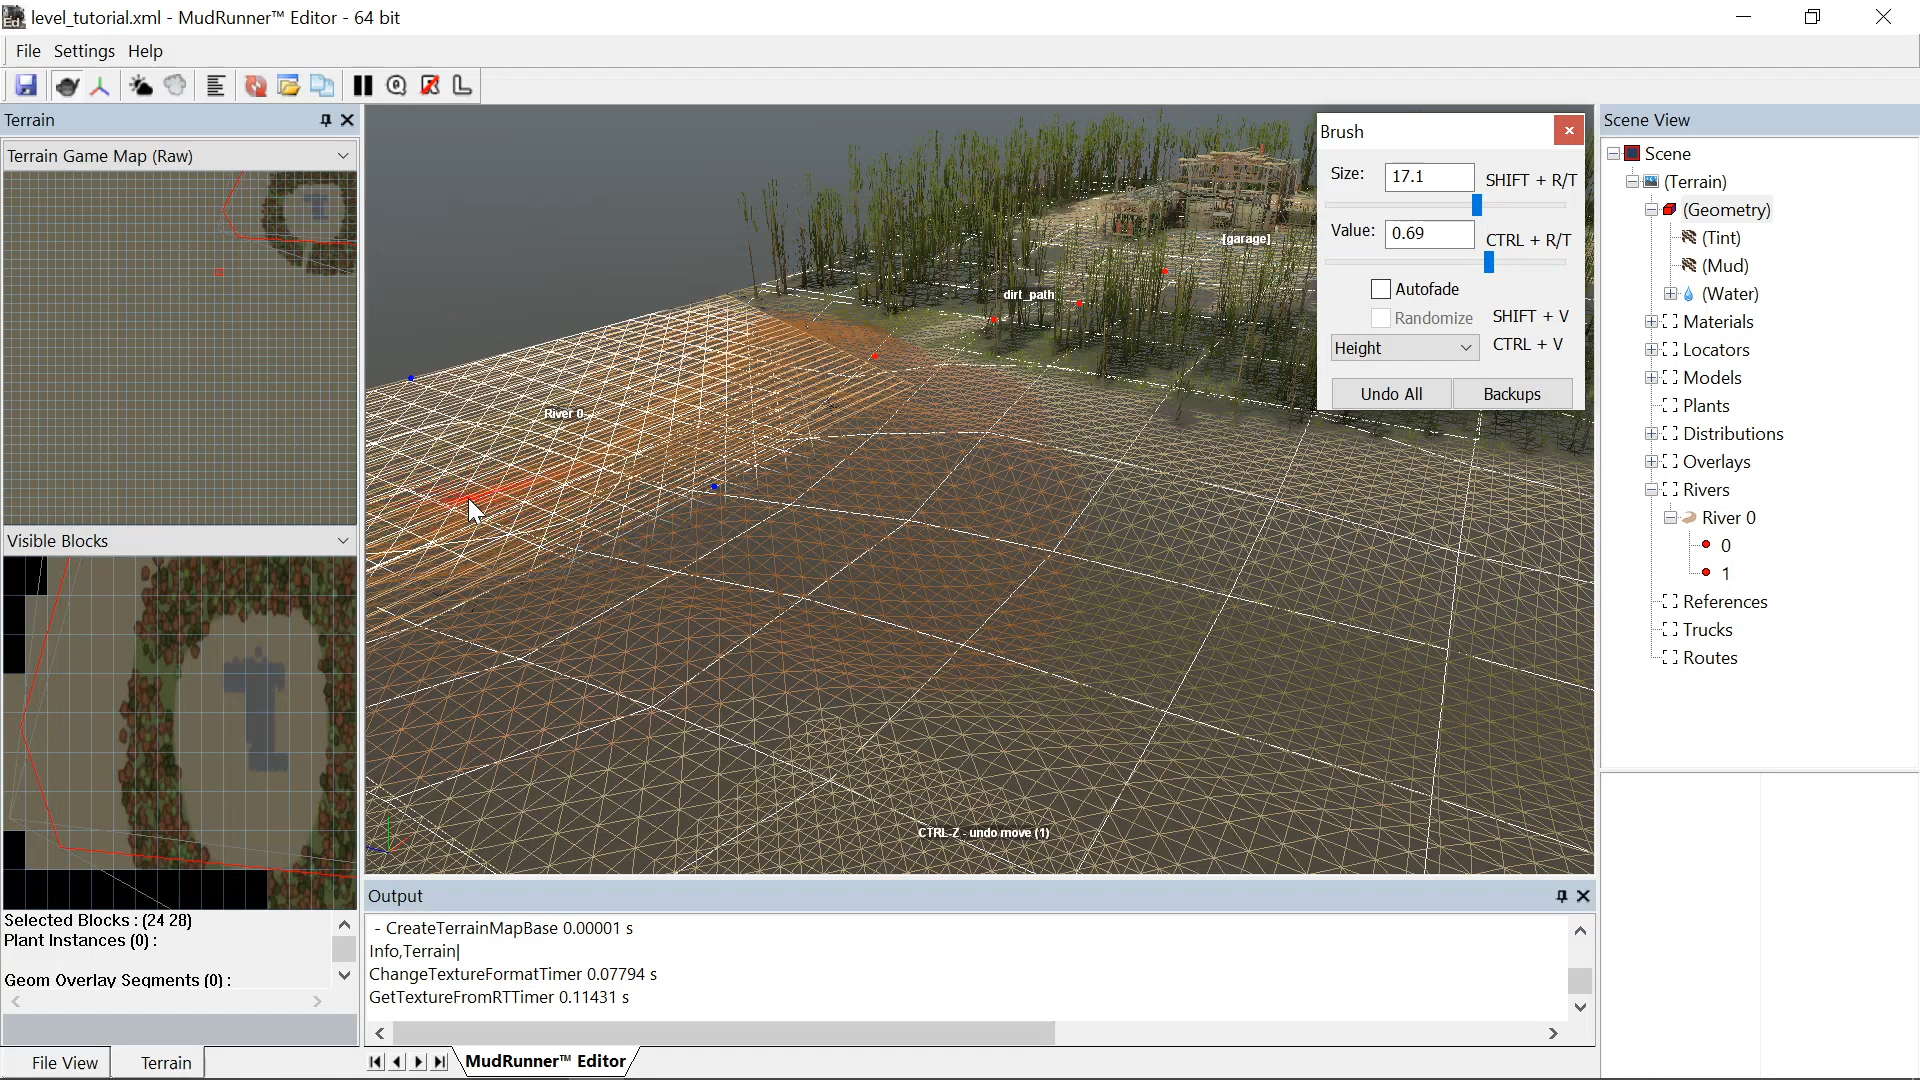 level_tutorial.xml - MudRunner™ Editor - 64 bit
File Settings Help
Terrain
Terrain Game Map (Raw)
Visible Blocks
Selected Blocks : (24 28)
Plant Instances (0) :
Geom Overlay Segments (0) :
File View
Terrain
[garage]
dirt_path
River 0
CTRL-Z - undo move (1)
Brush
Size: 17.1 SHIFT + R/T
Value: 0.69 CTRL + R/T
Autofade
Randomize SHIFT + V
Height CTRL + V
Undo All Backups
Output
- CreateTerrainMapBase 0.00001 s
Info,Terrain|
ChangeTextureFormatTimer 0.07794 s
GetTextureFromRTTimer 0.11431 s
MudRunner™ Editor
Scene View
Scene
(Terrain)
(Geometry)
(Tint)
(Mud)
(Water)
Materials
Locators
Models
Plants
Distributions
Overlays
Rivers
River 0
0
1
References
Trucks
Routes